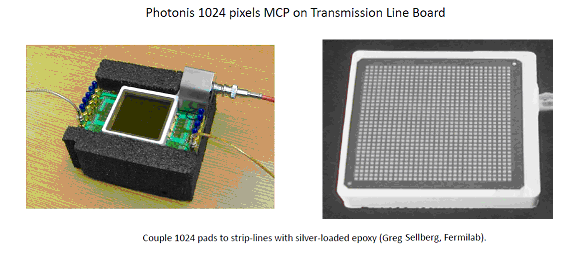 Photonis 1024 pixels MCP on Transmission Line Board
Couple 1024 pads to strip-lines with silver-loaded epoxy (Greg Sellberg, Fermilab).